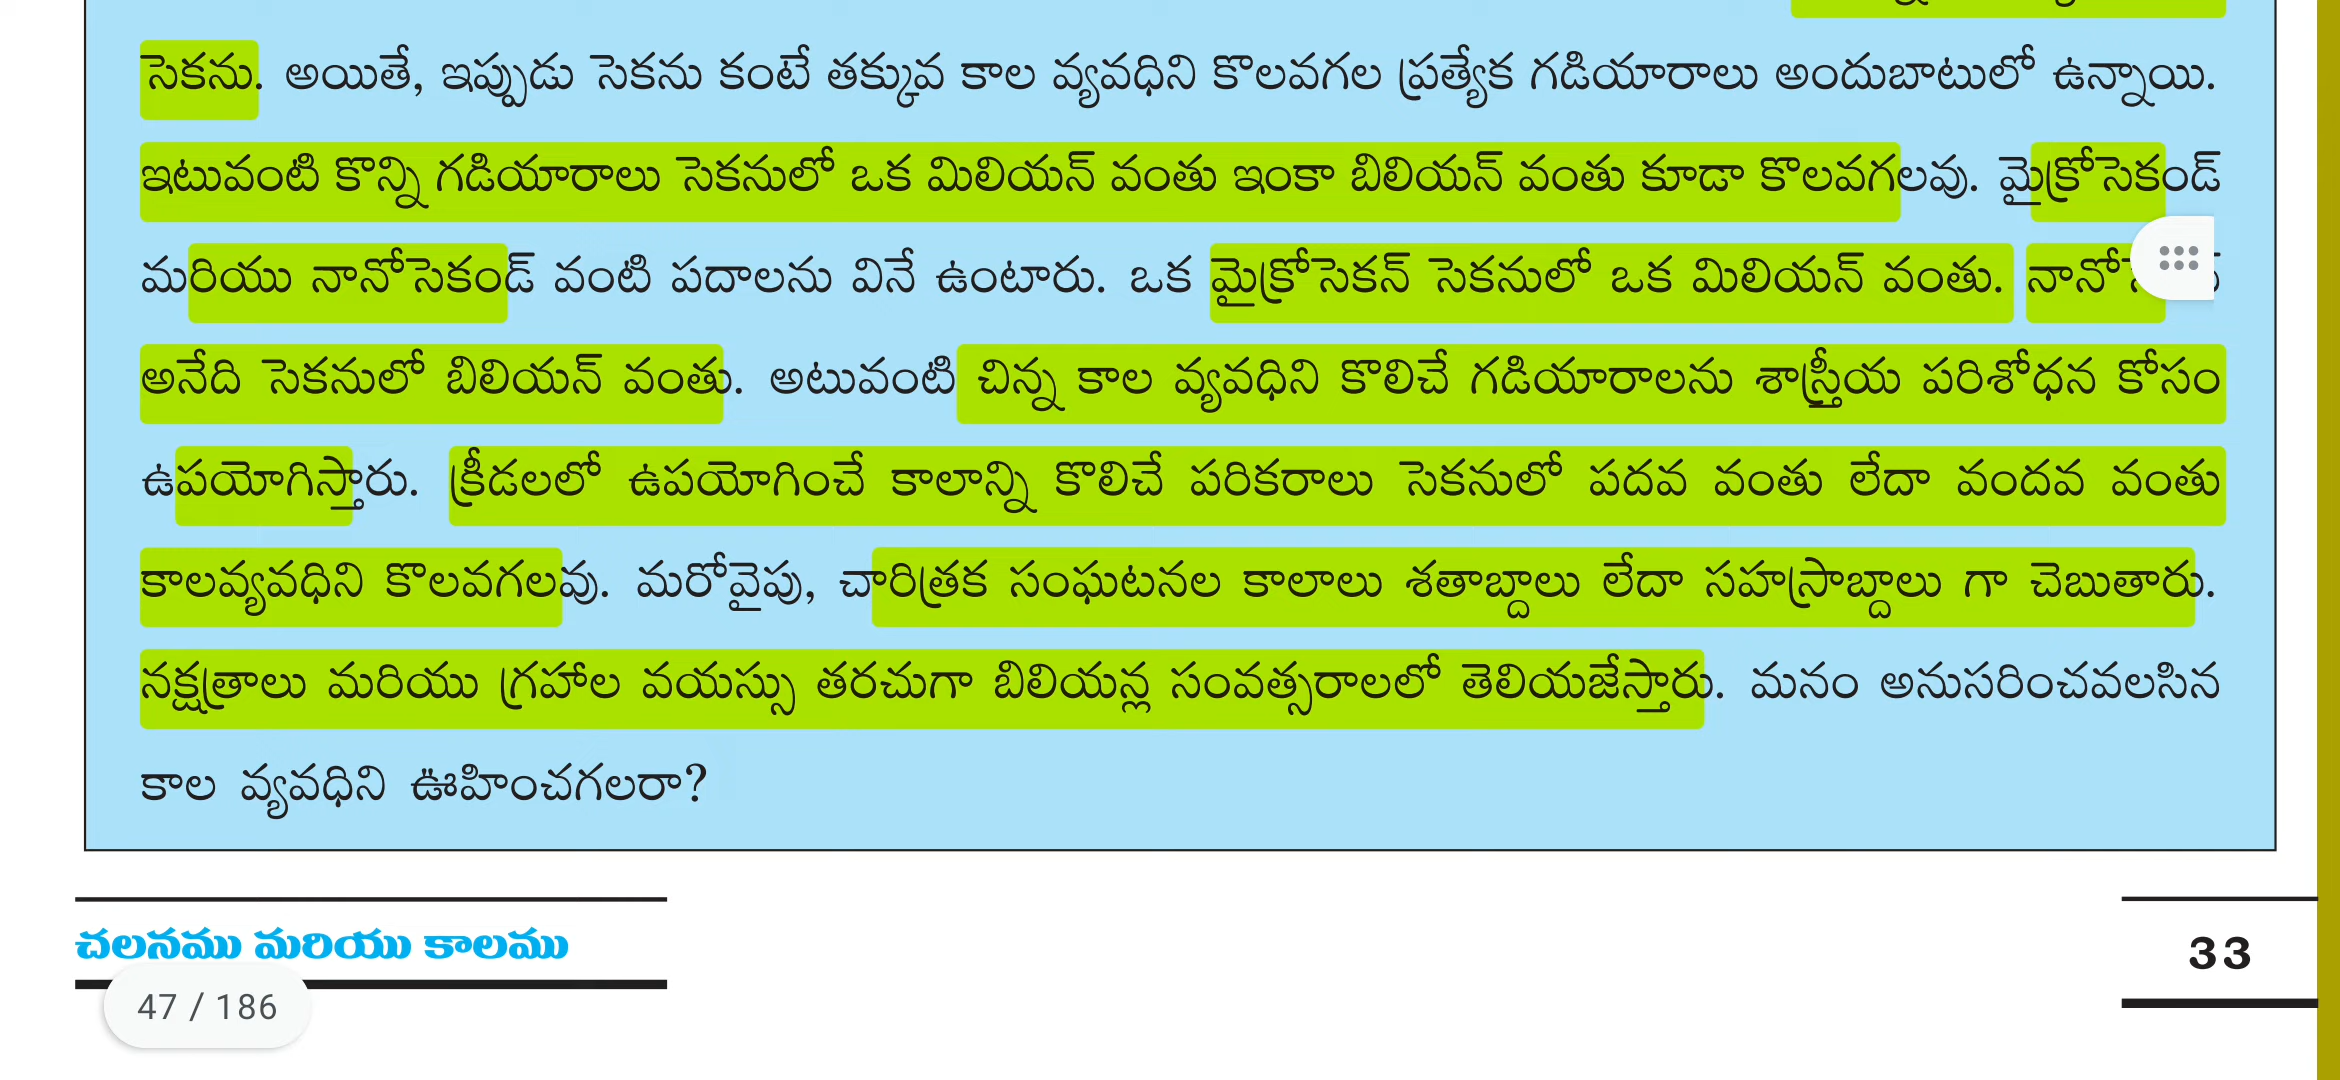 సెకను. అయితే, ఇప్పుడు సెకను కంటే తక్కువ కాల వ్యవధిని కొలవగల ప్రత్యేక గడియారాలు అందుబాటులో ఉన్నాయి.
ఇటువంటి కొన్ని గడియారాలు సెకనులో ఒక మిలియన్ వంతు ఇంకా బిలియన్ వంతు కూడా కొలవగలవు. మైక్రోసెకండ్
మరియు నానోసెకండ్ వంటి పదాలను వినే ఉంటారు. ఒక మైక్రోసెకన్ సెకనులో ఒక మిలియన్ వంతు.
అనేది సెకనులో బిలియన్ వంతు. అటువంటి చిన్న కాల వ్యవధిని కొలిచే గడియారాలను శాస్త్రీయ పరిశోధన కోసం
ఉపయోగిస్తారు. క్రీడలలో ఉపయోగించే కాలాన్ని కొలిచే పరికరాలు సెకనులో పదవ వంతు లేదా వందవ వంతు
కాలవ్యవధిని కొలవగలవు. మరోవైపు, చారిత్రక సంఘటనల కాలాలు శతాబ్దాలు లేదా సహస్రాబ్దాలు గా చెబుతారు.
నక్షత్రాలు మరియు గ్రహాల వయస్సు తరచుగా బిలియన్ల సంవత్సరాలలో తెలియజేస్తారు. మనం అనుసరించవలసిన
కాల వ్యవధిని ఊహించగలరా?
చలనము మరియు కాలము
33
47 / 186